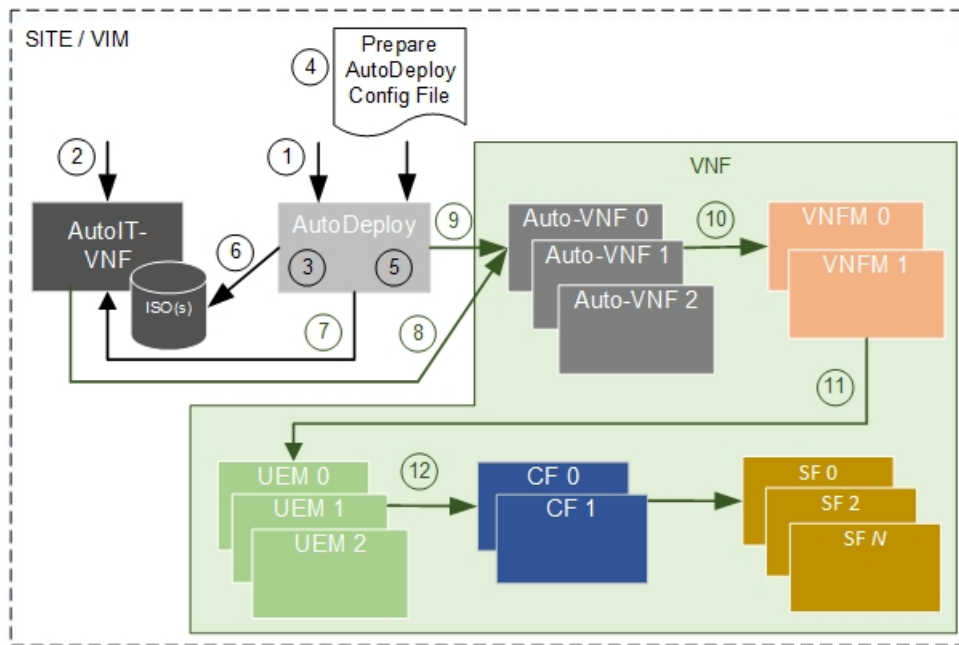 SITE / VIM
Prepare
AutoDeploy
Config File
4
2
1
VNF
AutoIT-
VNF
ISO(s)
6
AutoDeploy
3
5
9
7
8
Auto-VNF 0
Auto-VNF 1
Auto-VNF 2
10
VNFM 0
VNFM 1
11
UEM 0
UEM 1
UEM 2
12
CF 0
CF 1
SF 0
SF 2
SF N